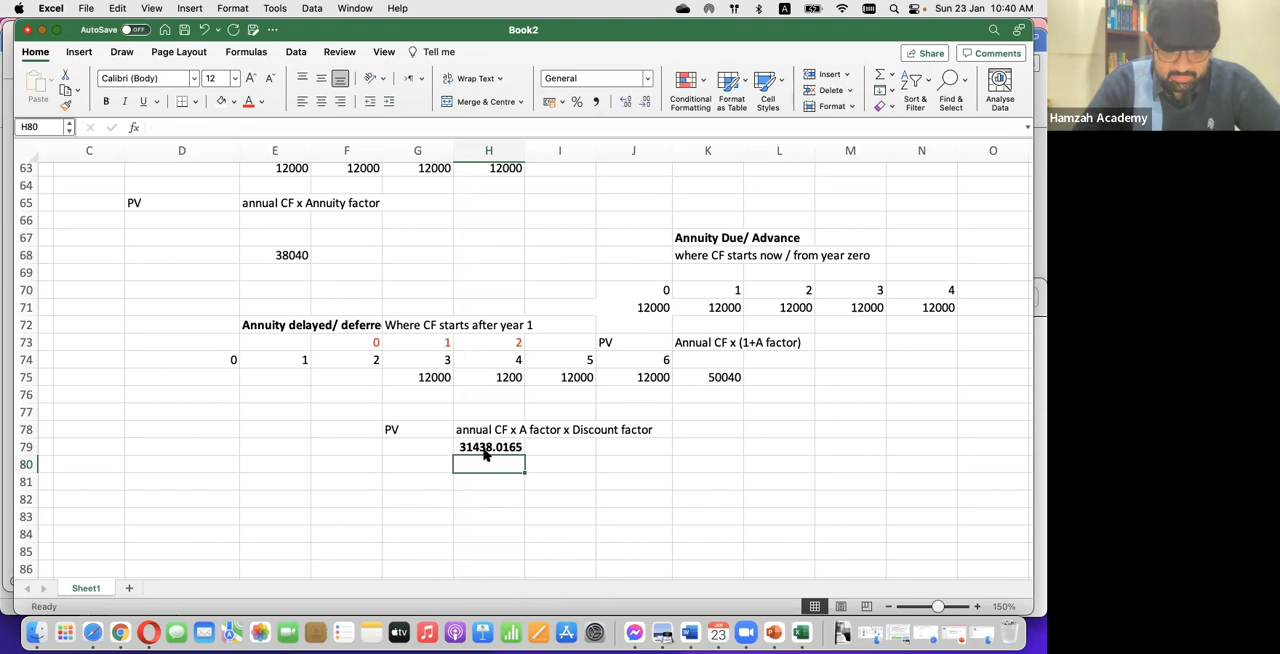 Excel File Edit View Insert Format Tools Data Window Help A Sun 23 Jan 10:40 AM
AutoSave OFF Book2
Home Insert Draw Page Layout Formulas Data Review View Tell me Share Comments
Paste Calibri (Body) 12 A A Wrap Text General Conditional Formatting Format as Table Cell Styles Insert Sort & Filter Find & Select Analyse Data
B I U A Merge & Centre % Delete
Format
Hamzah Academy
H80 fx
C D E F G H I J K L M N O
63 12000 12000 12000 12000
64
65 PV annual CF x Annuity factor
66
67 Annuity Due/ Advance
68 38040 where CF starts now / from year zero
69
70 0 1 2 3 4
71 12000 12000 12000 12000 12000
72 Annuity delayed/ deferre Where CF starts after year 1
73 0 1 2 PV Annual CF x (1+A factor)
74 0 1 2 3 4 5 6
75 12000 1200 12000 12000 50040
76
77
78 PV annual CF x A factor x Discount factor
79 31438.0165
80
81
82
83
84
85
86
Sheet1 +
Ready 150%
tv JAN 23